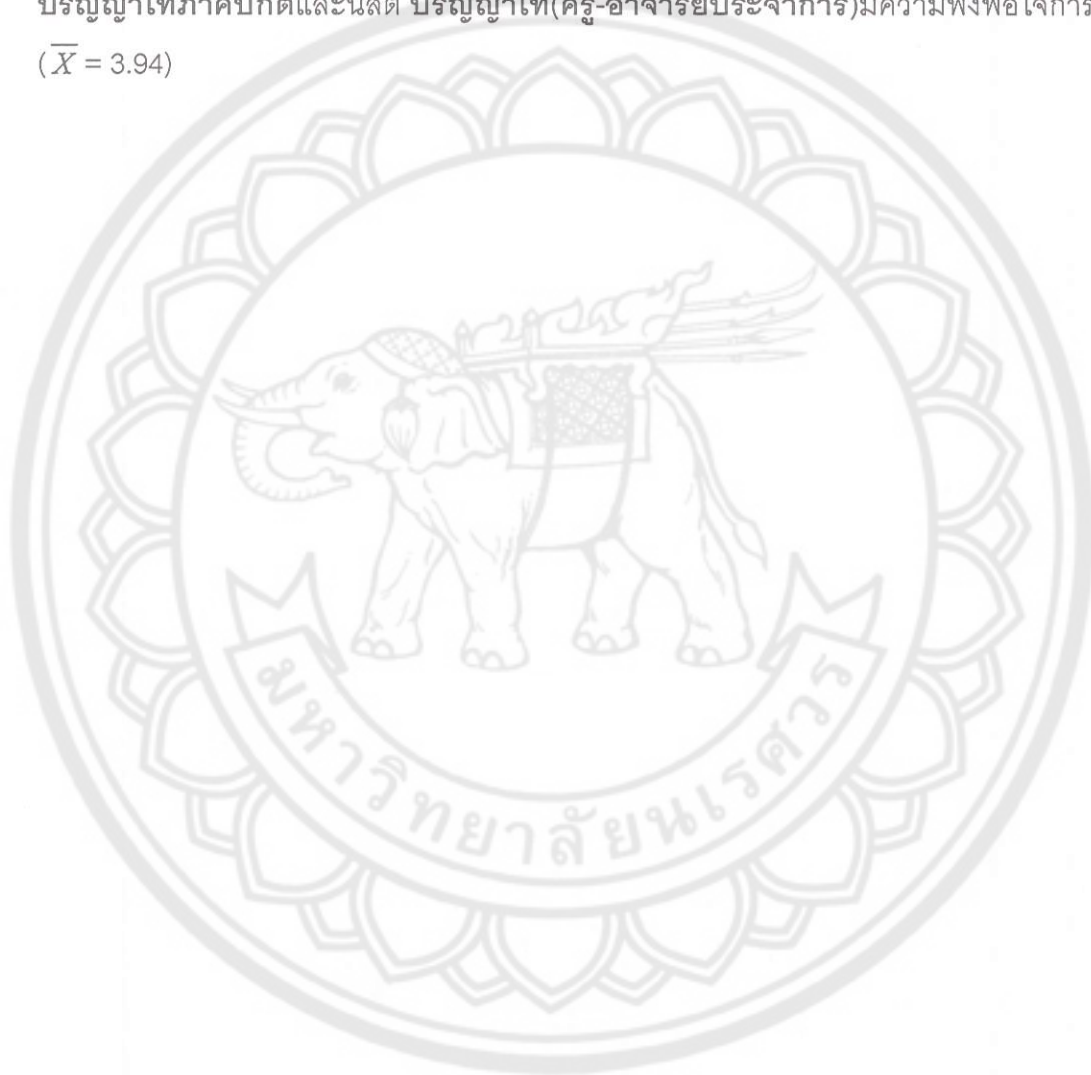 ปริญญาโทภาคปกติและนิสิต ปริญญาโท(ครู-อาจารย์ประจำการ)มีความพึงพอใจการ
(X̅ = 3.94)
มหาวิทยาลัยนเรศวร